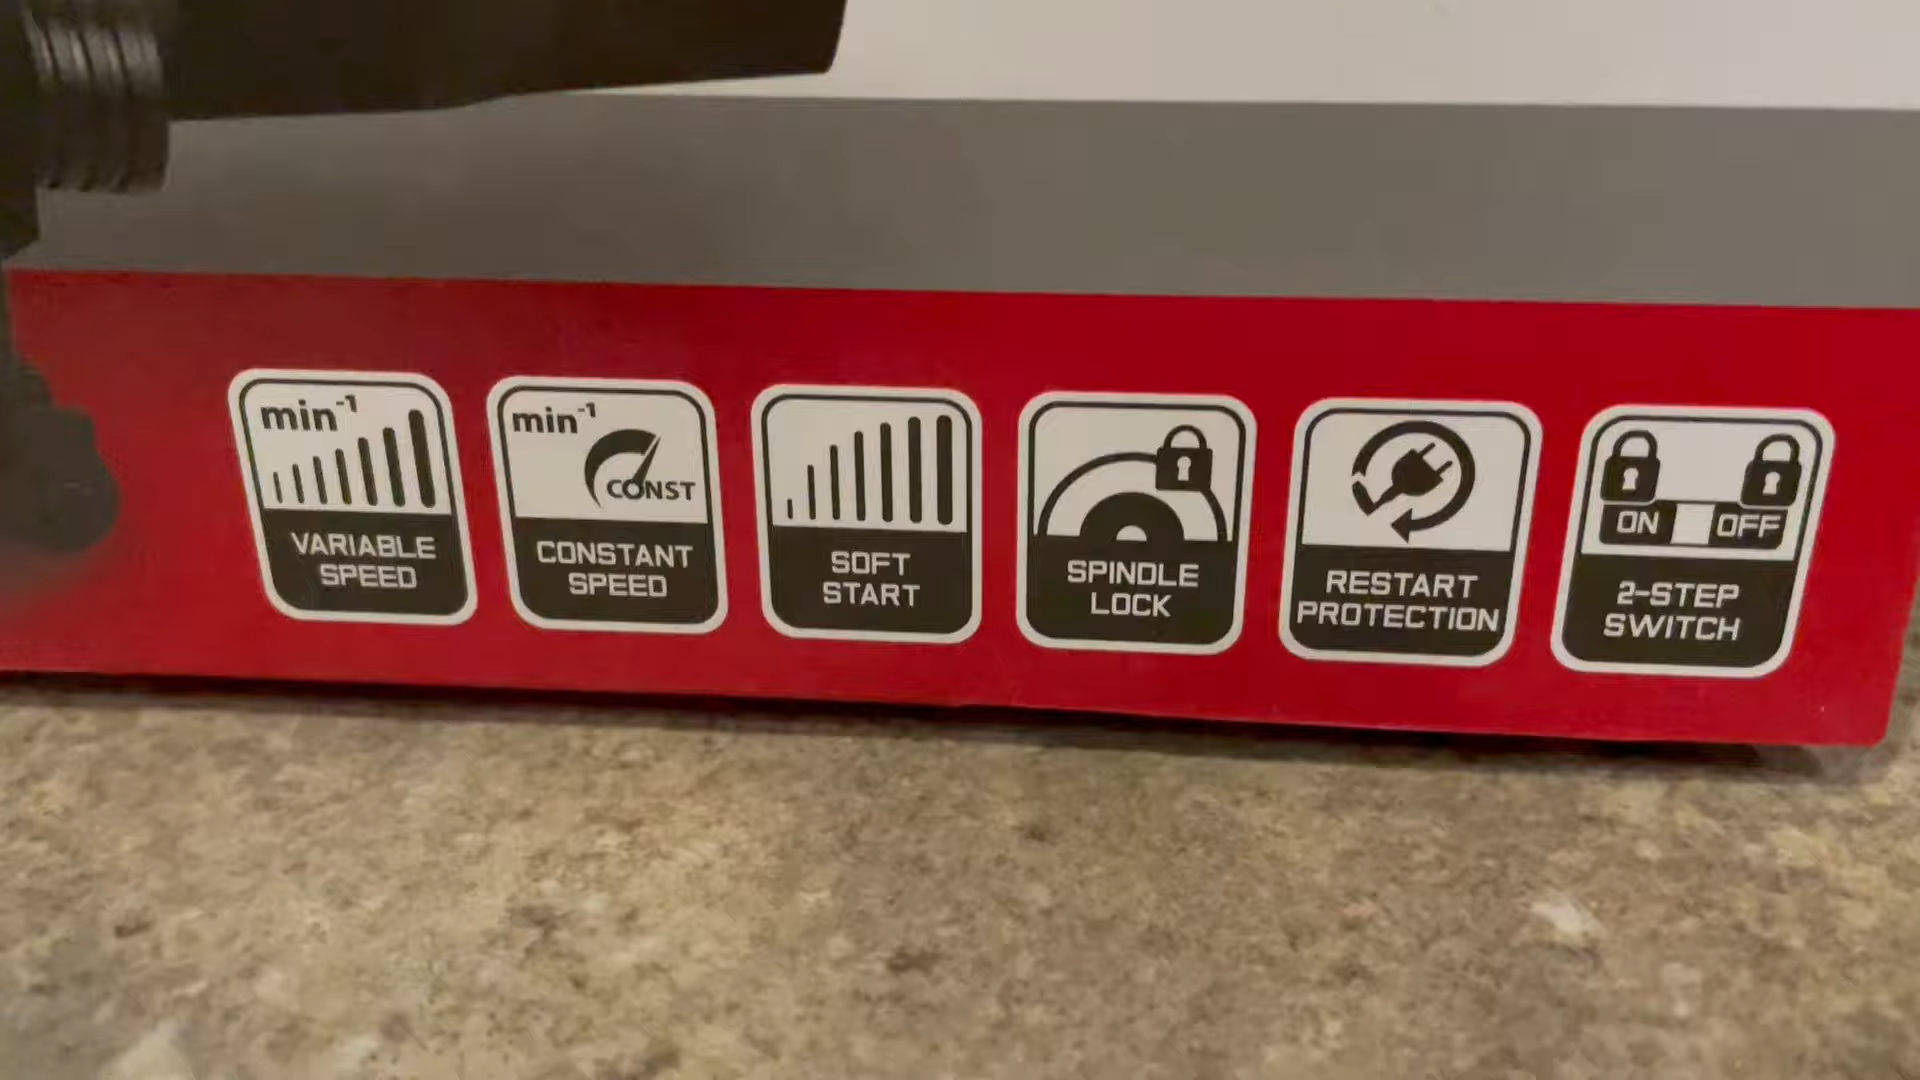 min⁻¹
VARIABLE
SPEED
min⁻¹
CONST
CONSTANT
SPEED
SOFT
START
SPINDLE
LOCK
RESTART
PROTECTION
ON OFF
2-STEP
SWITCH